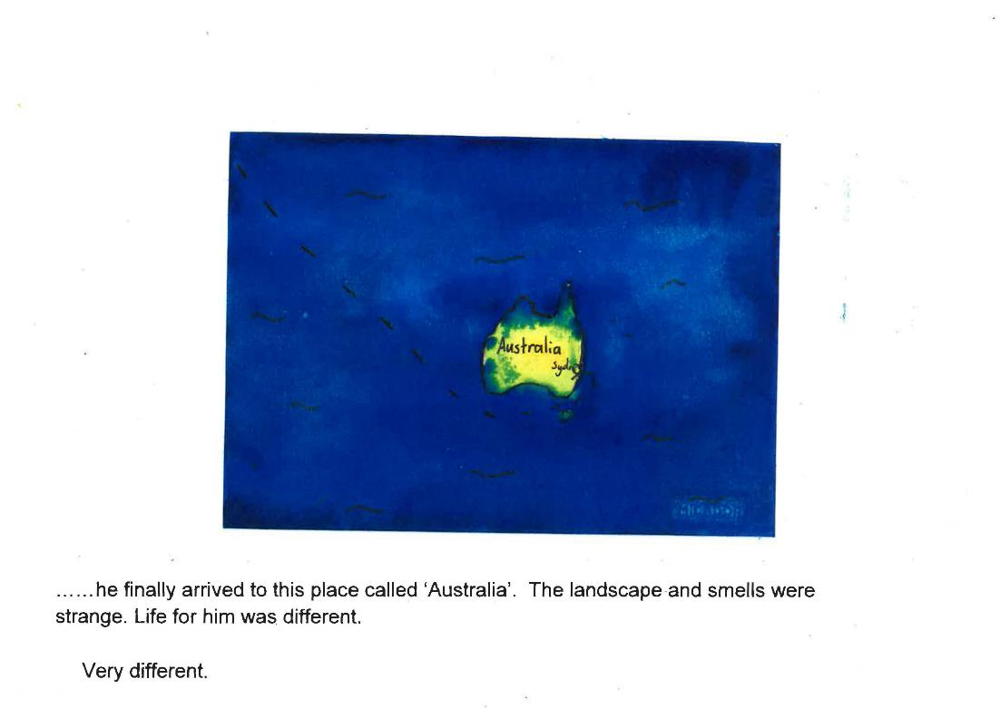 Australia
......he finally arrived to this place called ‘Australia’.  The landscape and smells were
strange. Life for him was different.
Very different.